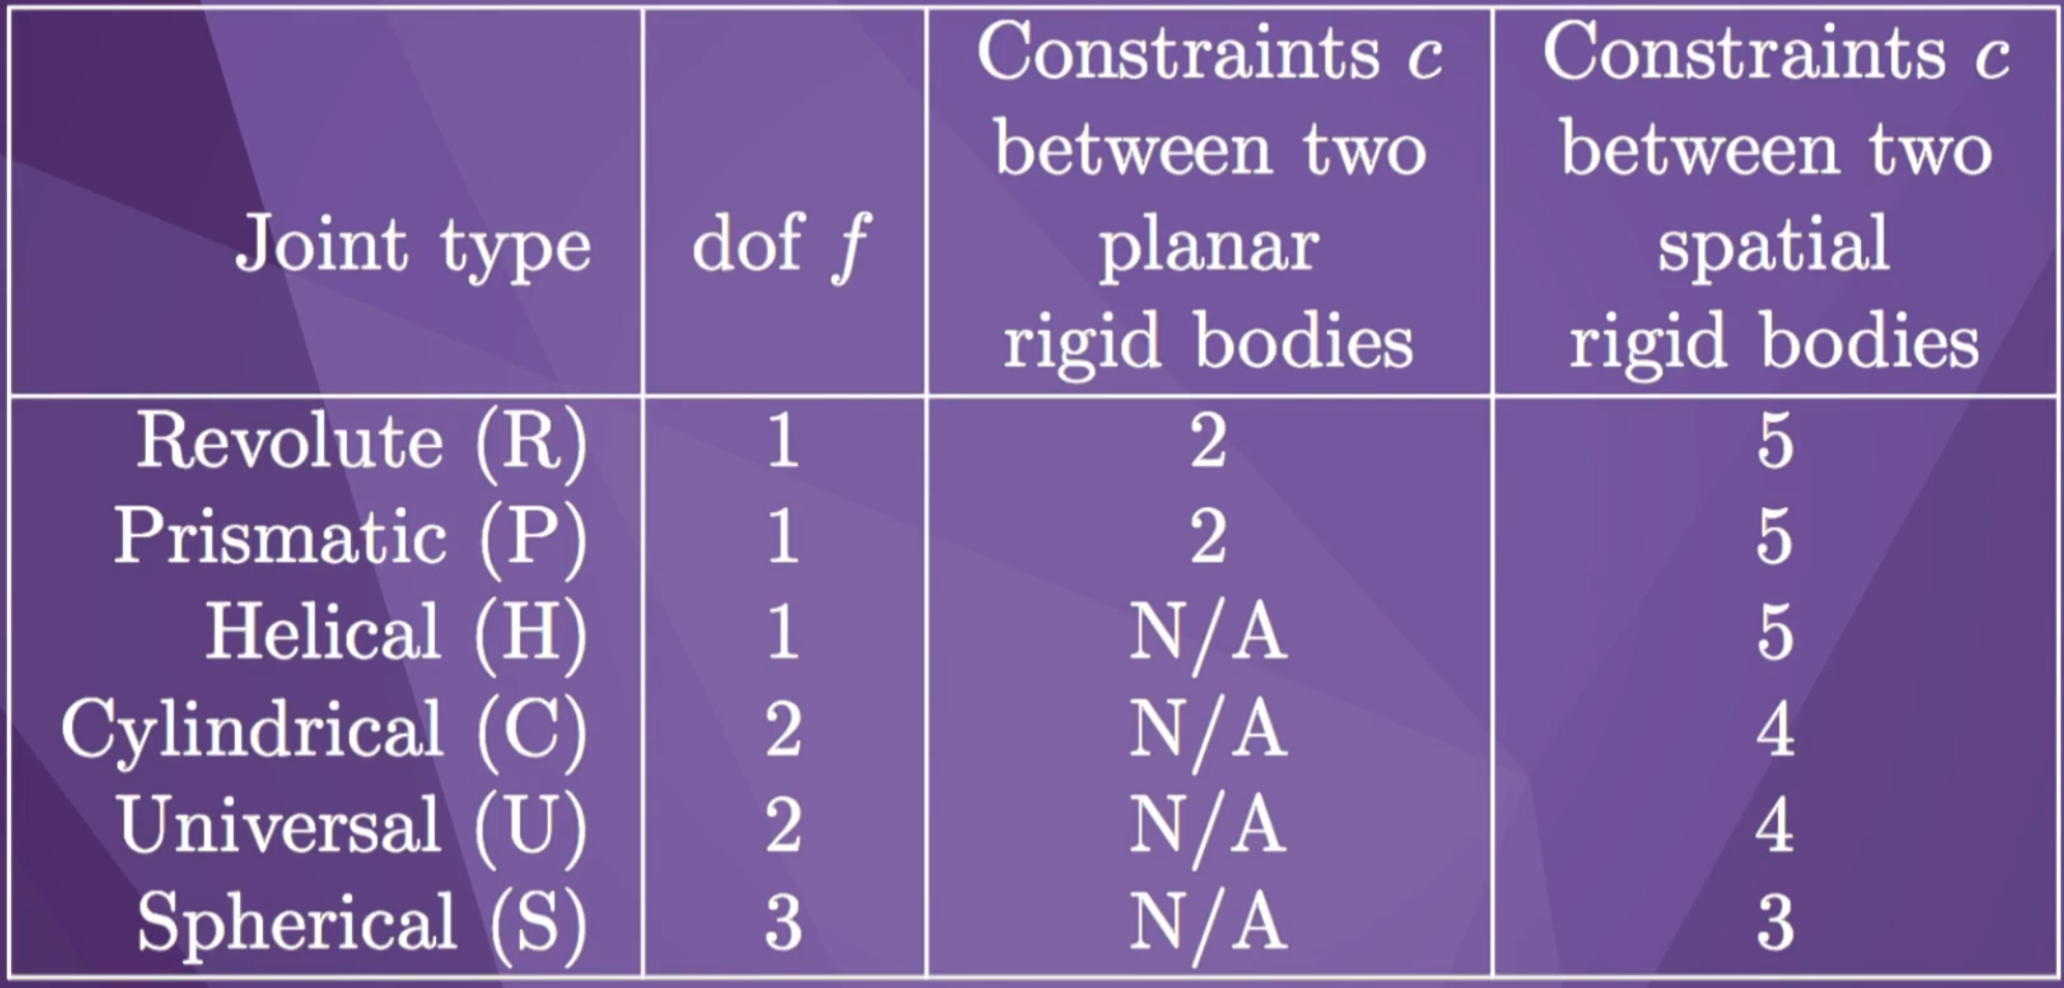 Joint type
dof f
Constraints c
between two
planar
rigid bodies
Constraints c
between two
spatial
rigid bodies
Revolute (R) 1 2 5
Prismatic (P) 1 2 5
Helical (H) 1 N/A 5
Cylindrical (C) 2 N/A 4
Universal (U) 2 N/A 4
Spherical (S) 3 N/A 3